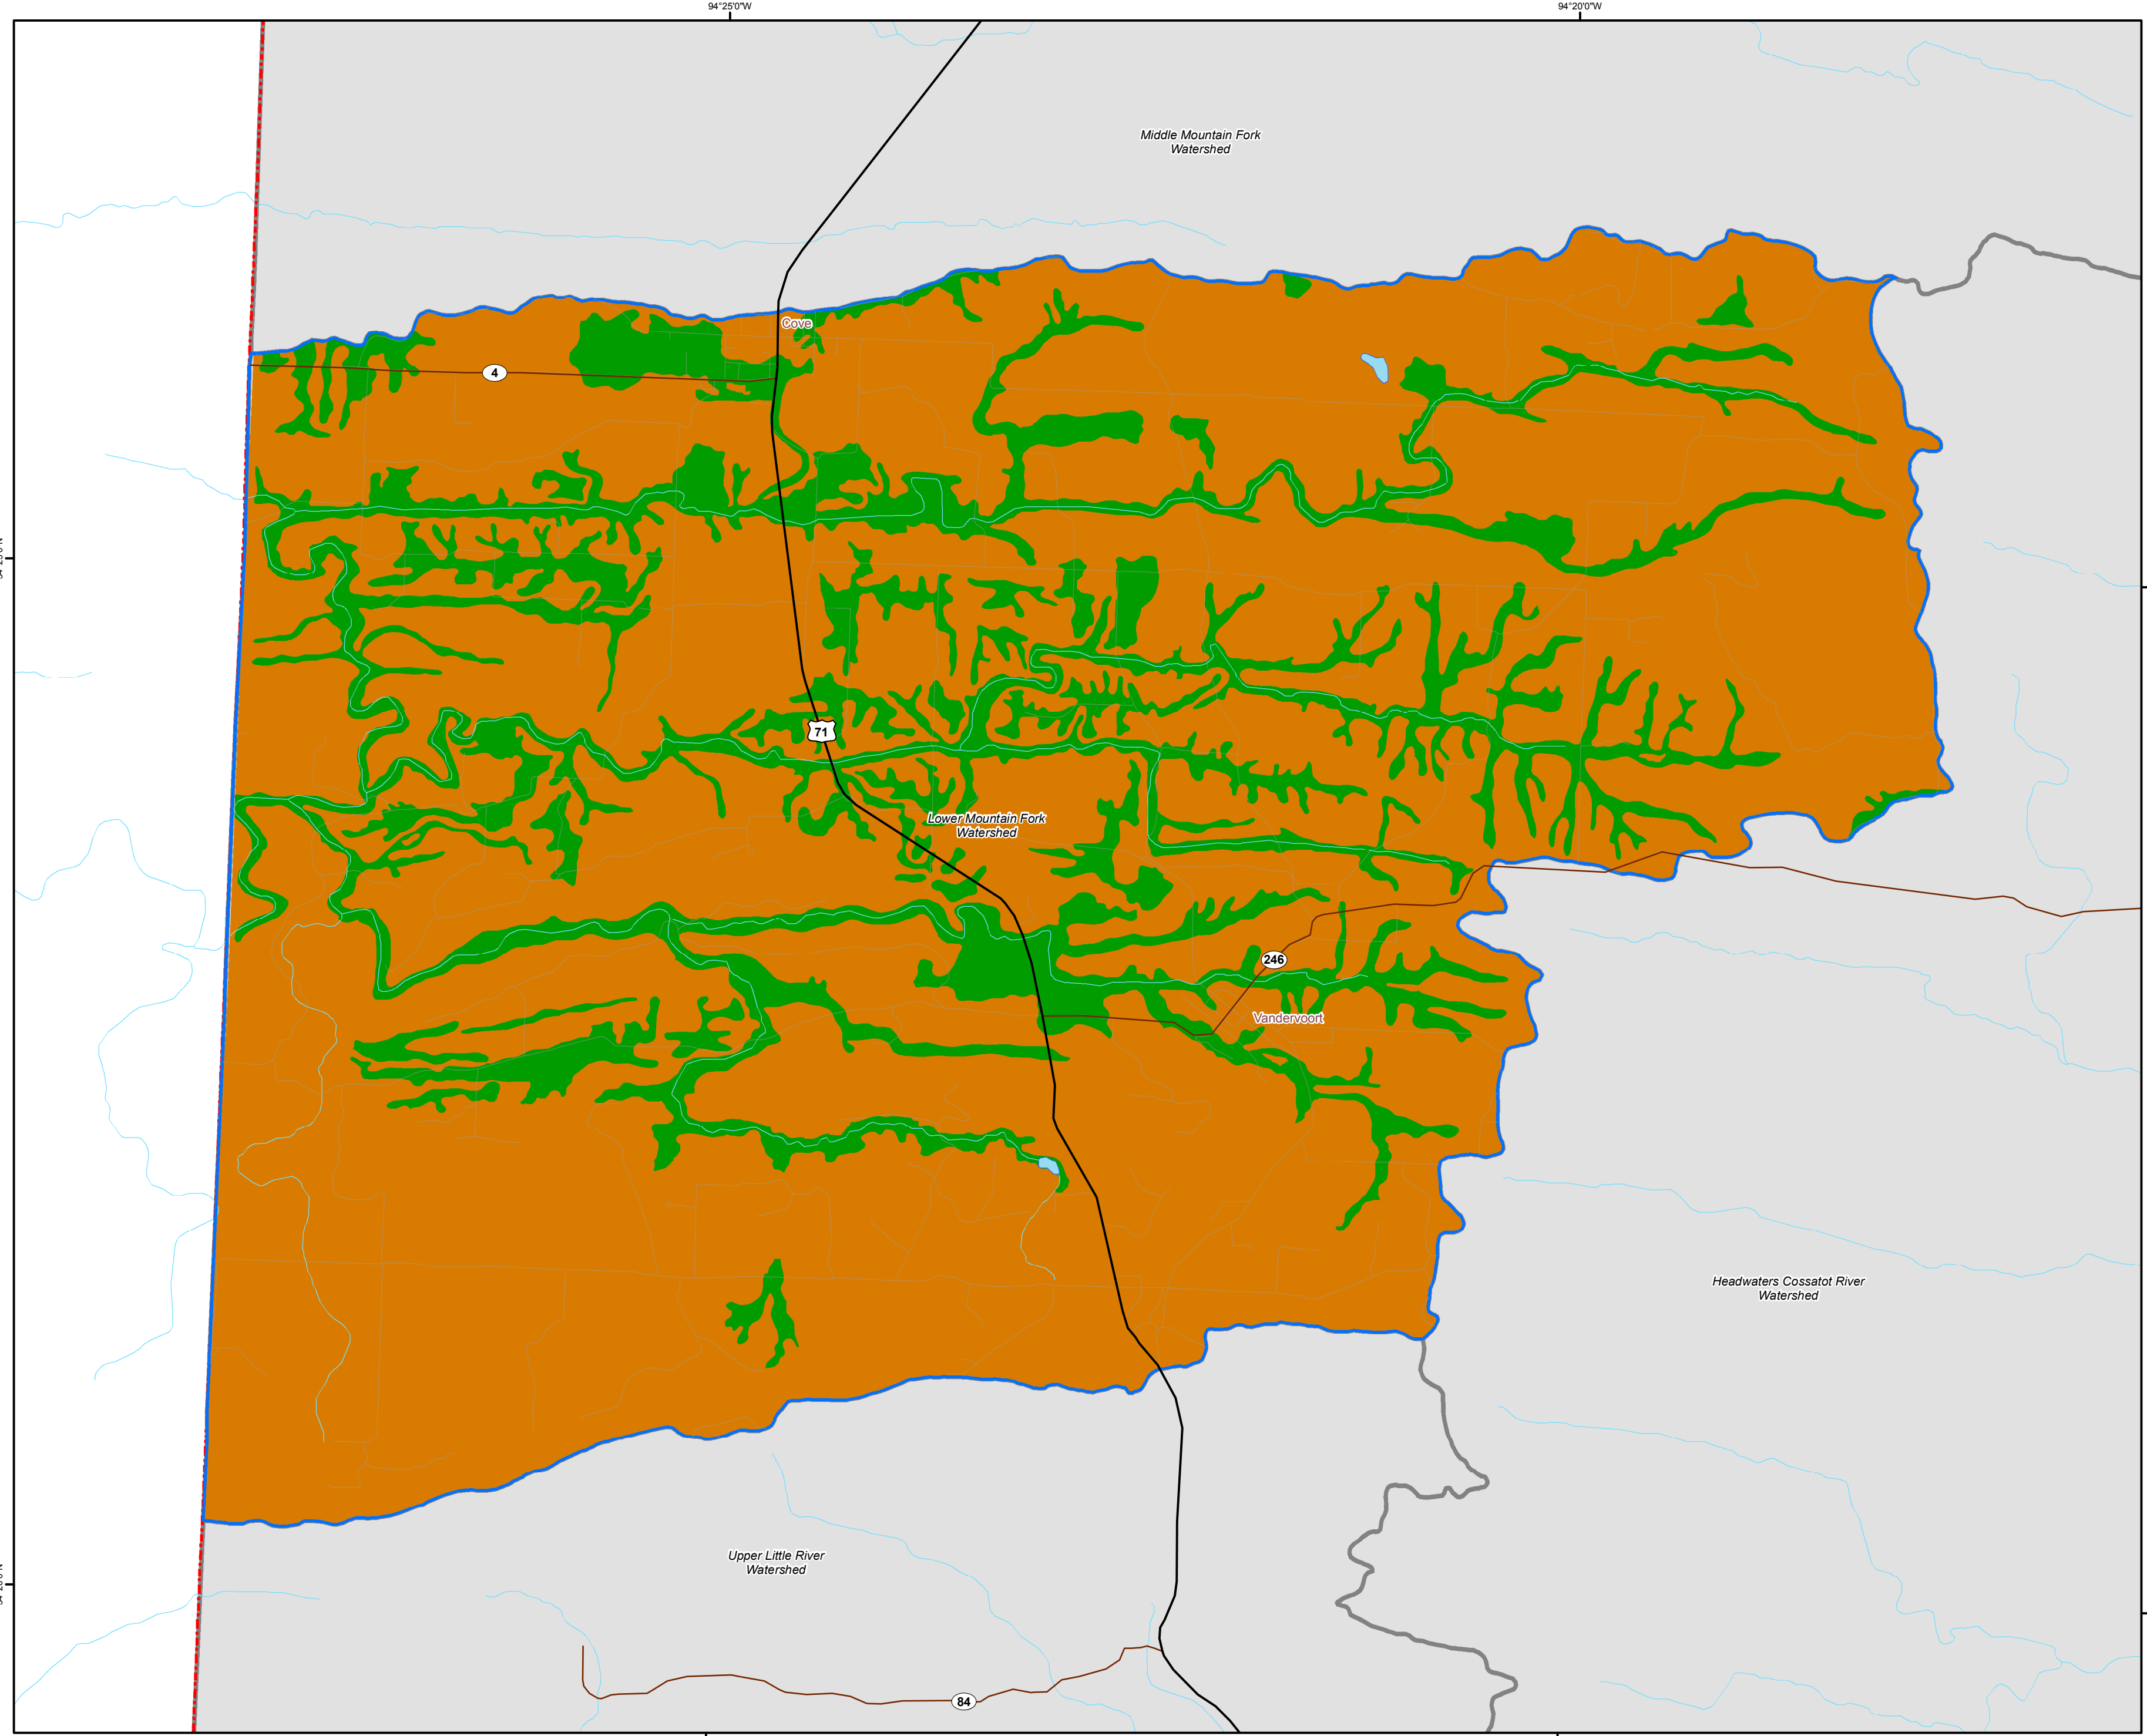 94°25'0"W
94°20'0"W
Middle Mountain Fork
Watershed
Cove
4
71
Lower Mountain Fork
Watershed
246
Vandervoort
Headwaters Cossatot River
Watershed
Upper Little River
Watershed
84